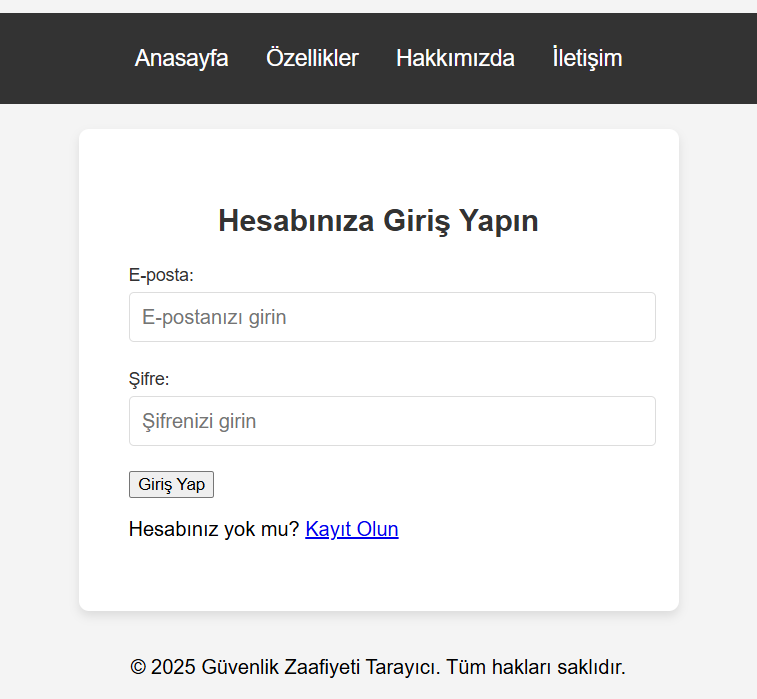 Anasayfa Özellikler Hakkımızda İletişim
Hesabınıza Giriş Yapın
E-posta:
E-postanızı girin
Şifre:
Şifrenizi girin
Giriş Yap
Hesabınız yok mu? Kayıt Olun
© 2025 Güvenlik Zaafiyeti Tarayıcı. Tüm hakları saklıdır.